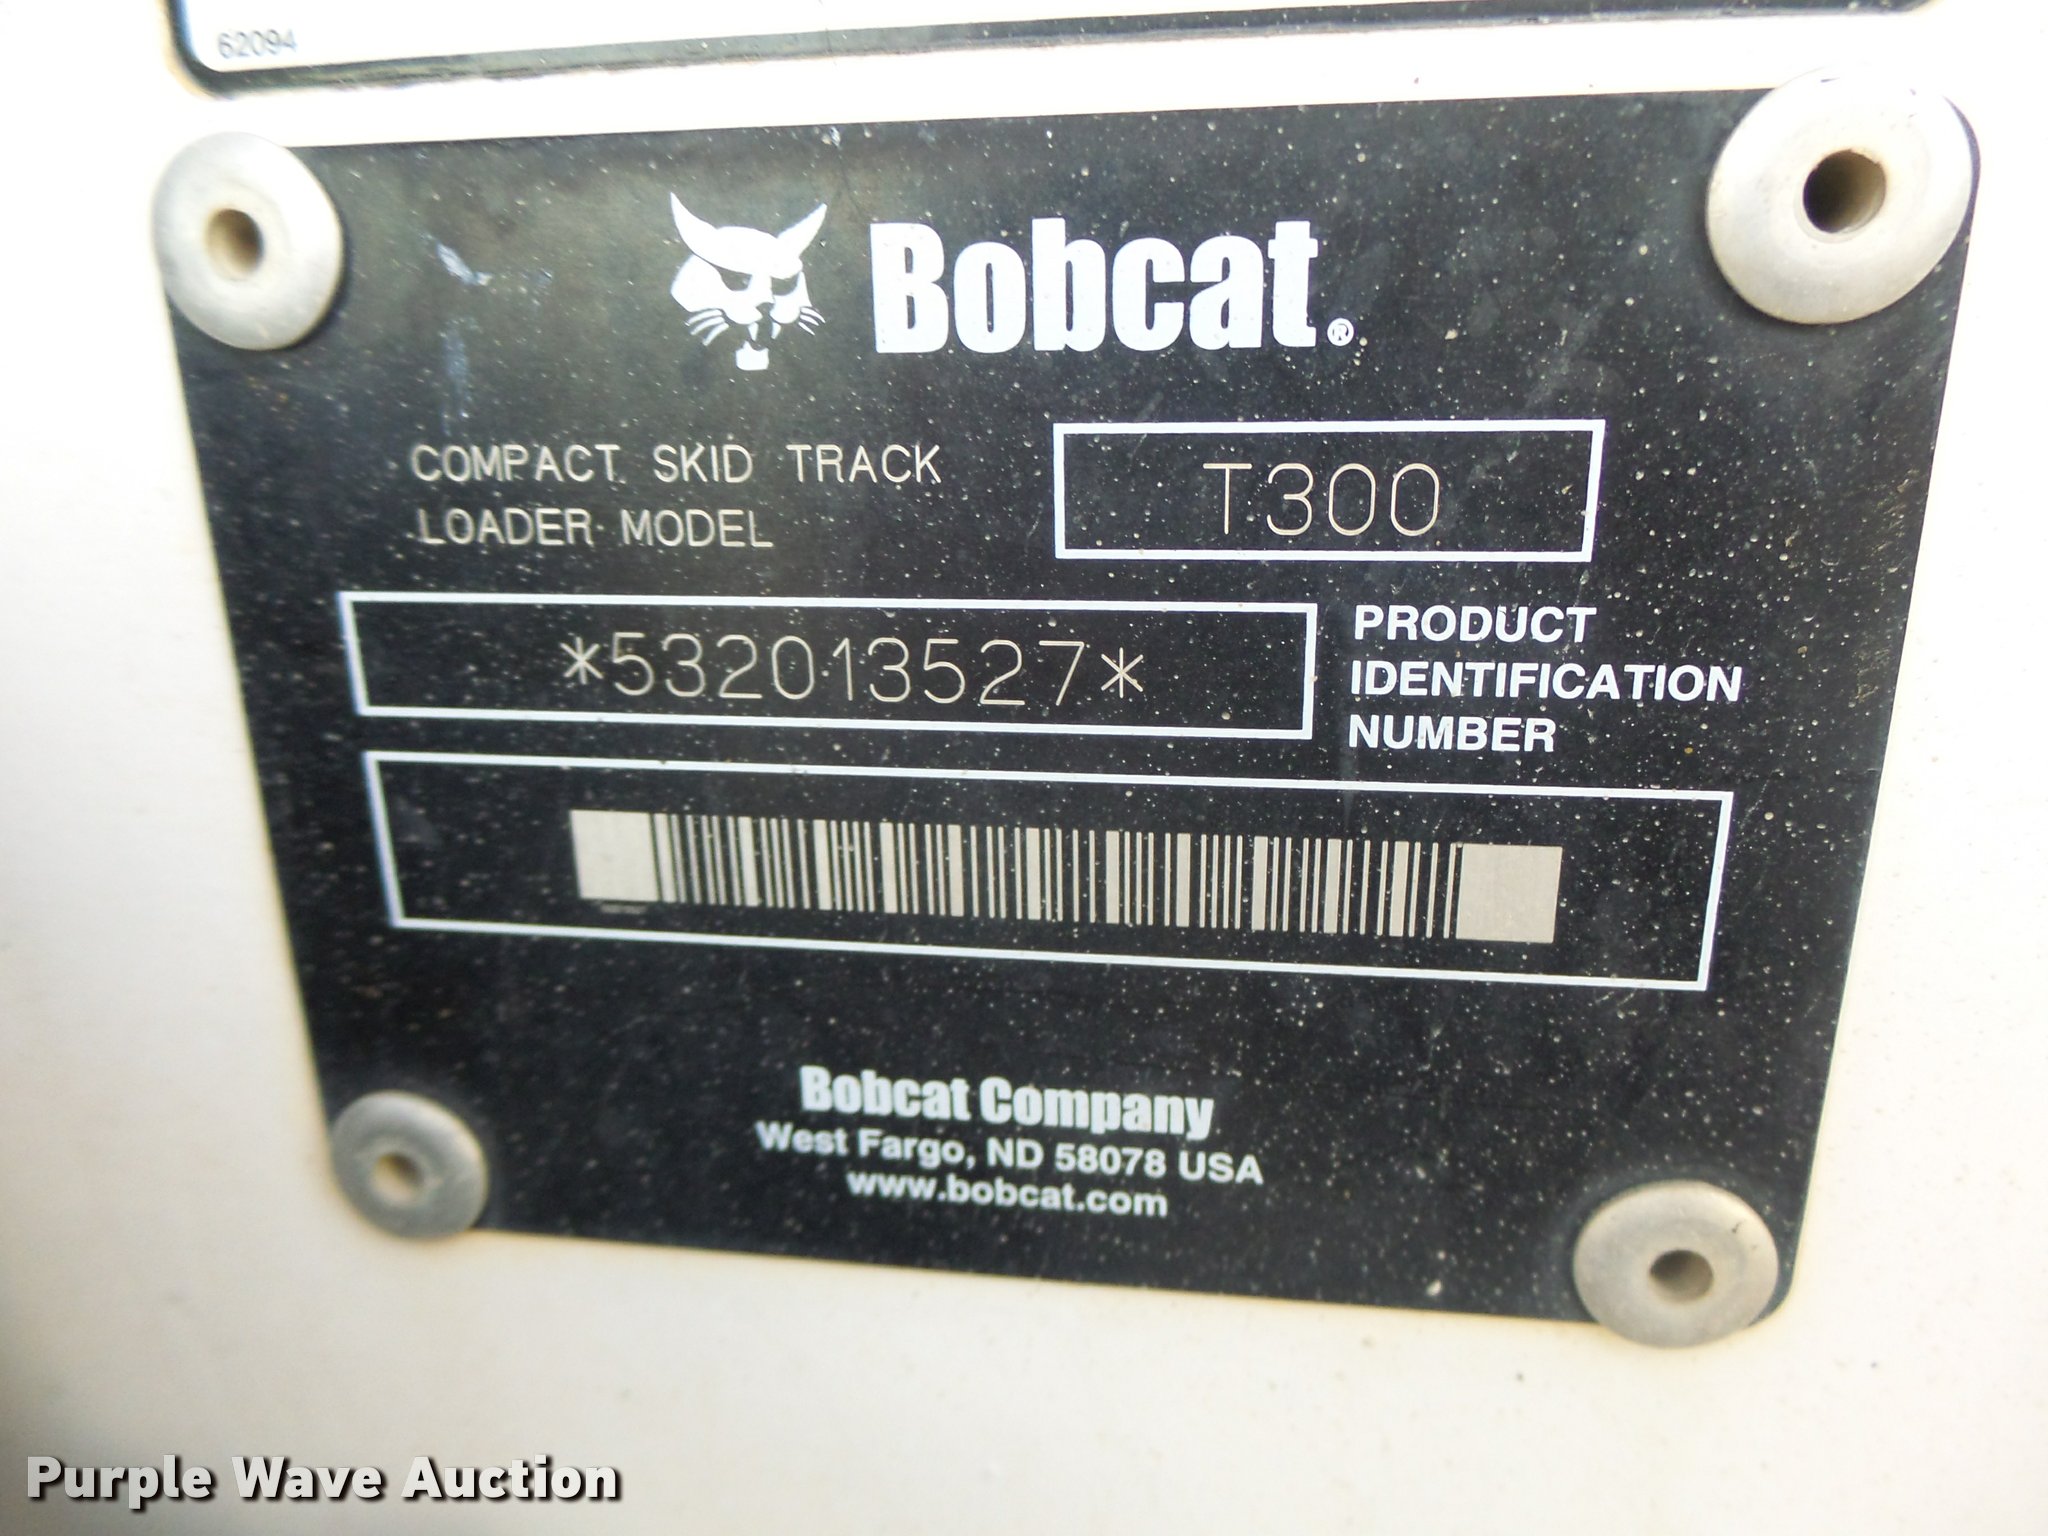 62094
Bobcat®
COMPACT SKID TRACK
LOADER MODEL
T300
*532013527*
PRODUCT
IDENTIFICATION
NUMBER
Bobcat Company
West Fargo, ND 58078 USA
www.bobcat.com
Purple Wave Auction